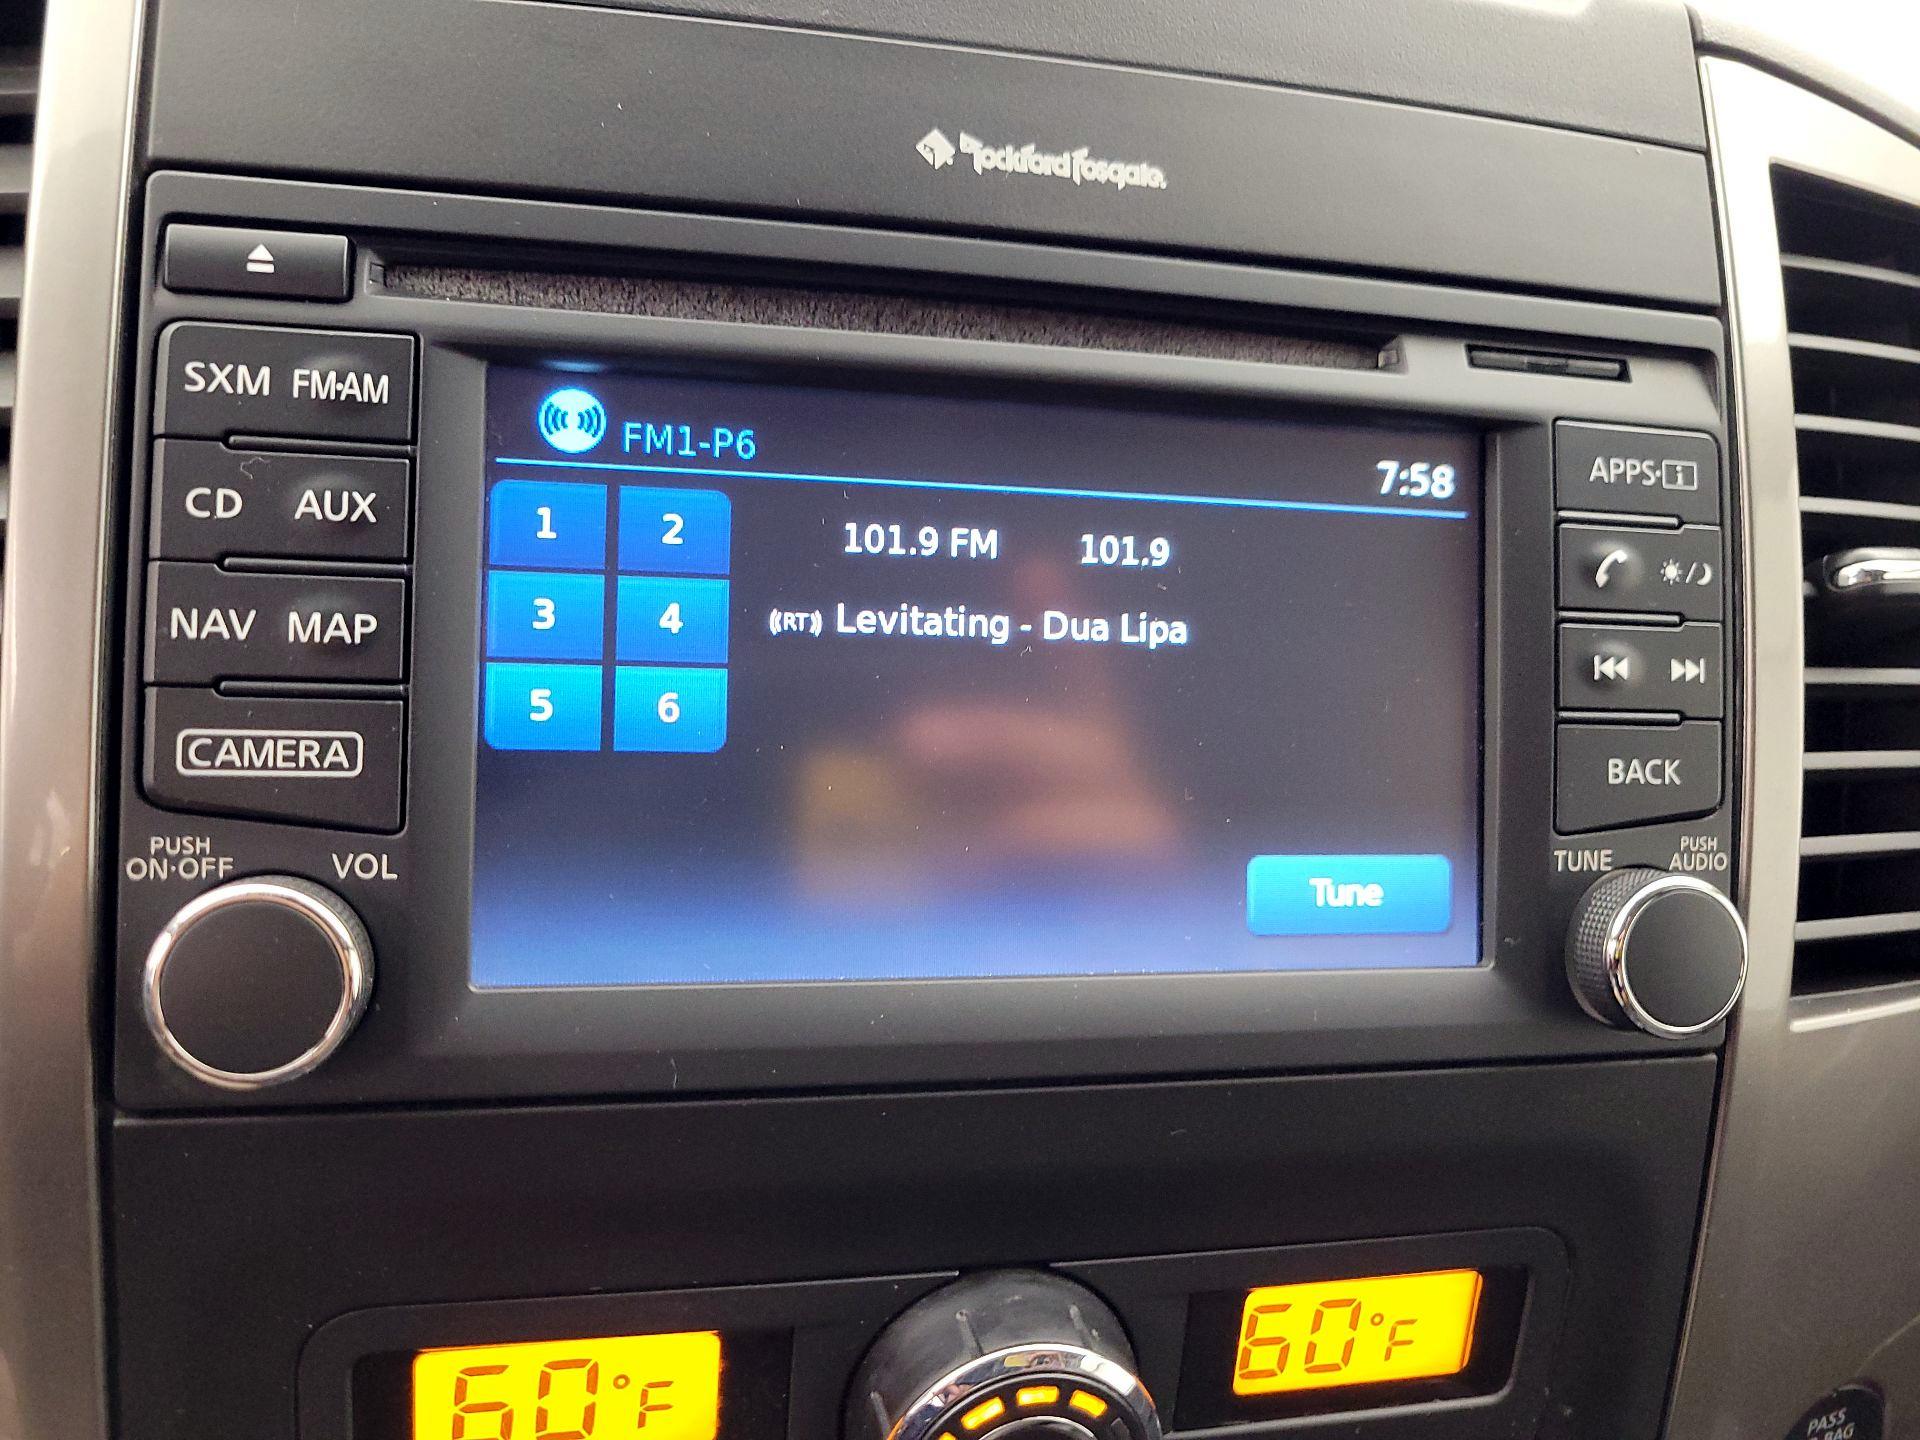 Rockford Fosgate
SXM FM·AM
CD AUX
NAV MAP
CAMERA
PUSH
ON·OFF
VOL
FM1-P6
7:58
1 2
3 4
5 6
101.9 FM 101.9
((RT)) Levitating - Dua Lipa
Tune
APPS·i
BACK
TUNE
PUSH
AUDIO
60°F
60°F
PASS
BAG